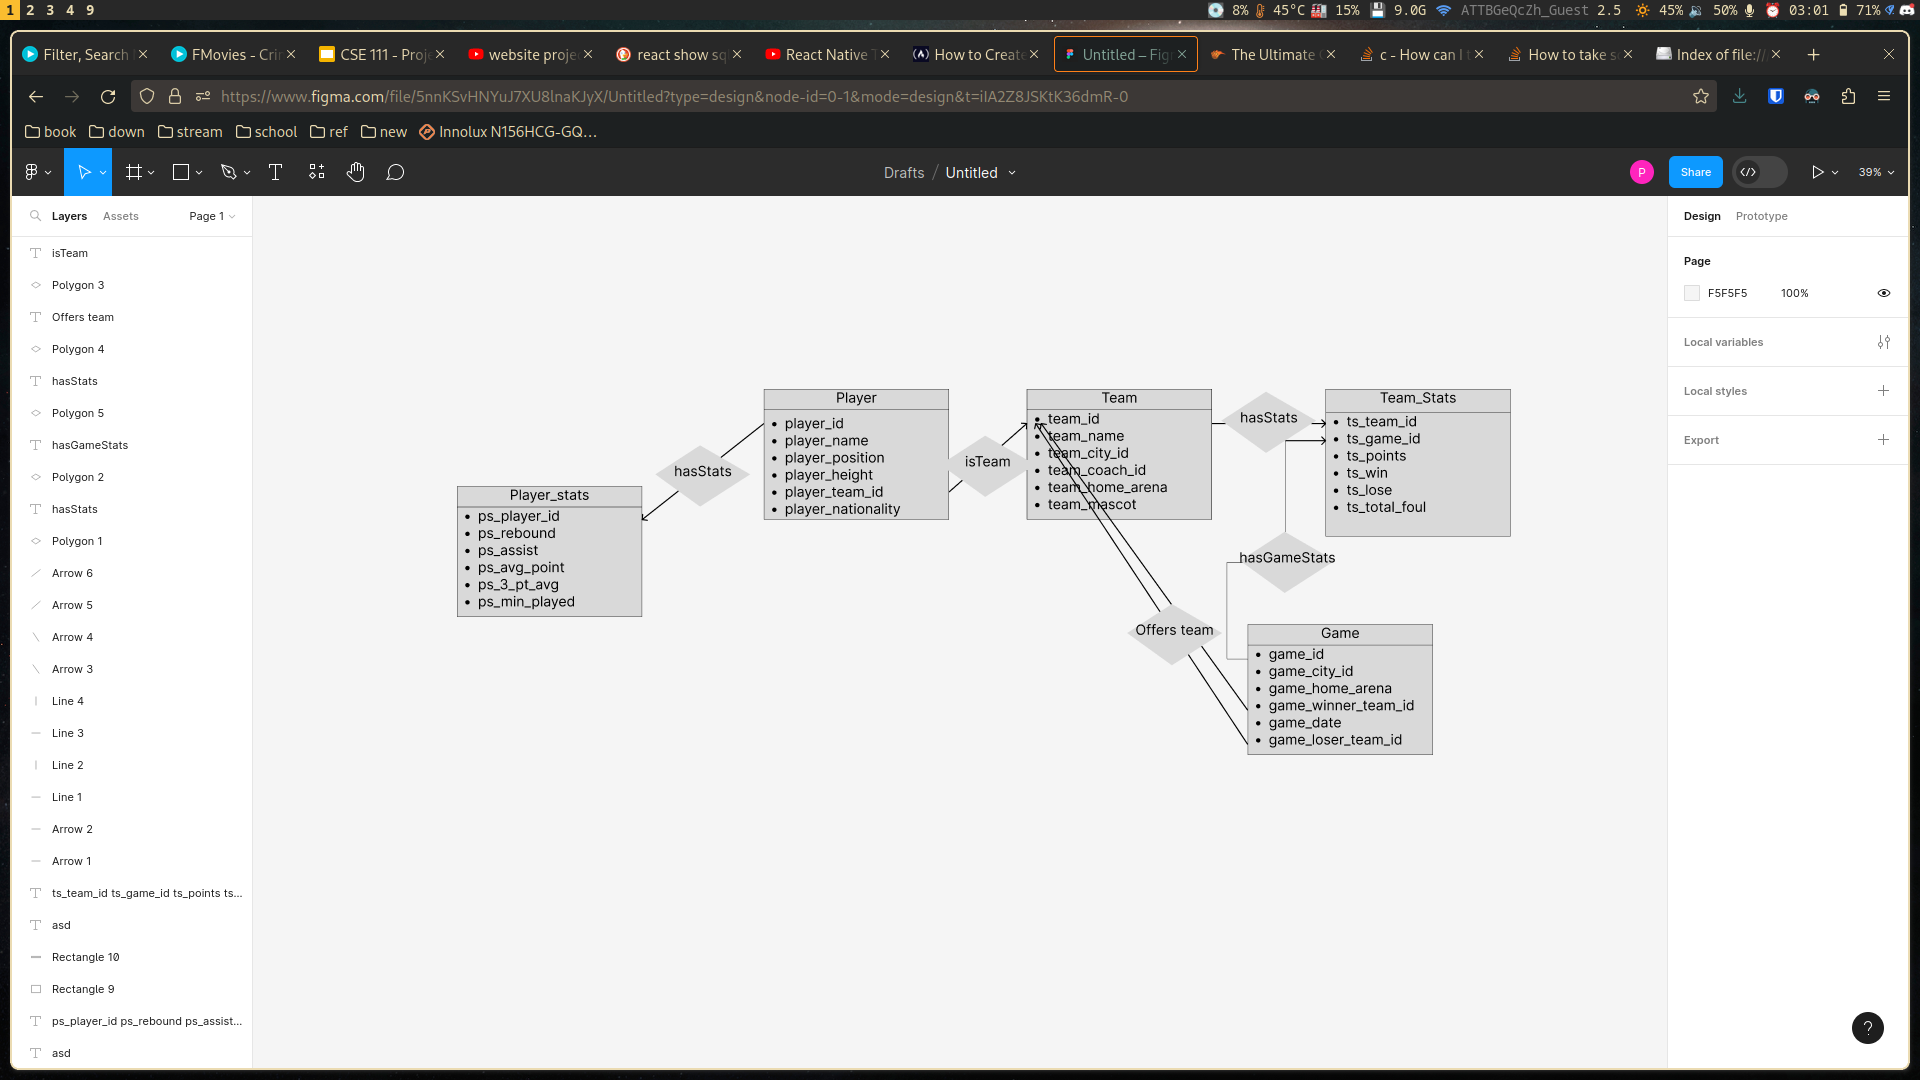 1 2 3 4 9
8% 45°C 15% 9.0G ATTBGeQcZh_Guest 2.5 45% 50% 03:01 71%
Filter, Search
FMovies - Cri
CSE 111 - Proj
website proje
react show sq
React Native T
How to Create
Untitled – Fig
The Ultimate
c - How can I t
How to take s
Index of file://
https://www.figma.com/file/5nnKSvHNYuJ7XU8lnaKJyX/Untitled?type=design&node-id=0-1&mode=design&t=iIA2Z8JSKtK36dmR-0
book
down
stream
school
ref
new
Innolux N156HCG-GQ…
Drafts / Untitled
P
Share
39%
Layers
Assets
Page 1
isTeam
Polygon 3
Offers team
Polygon 4
hasStats
Polygon 5
hasGameStats
Polygon 2
hasStats
Polygon 1
Arrow 6
Arrow 5
Arrow 4
Arrow 3
Line 4
Line 3
Line 2
Line 1
Arrow 2
Arrow 1
ts_team_id ts_game_id ts_points ts...
asd
Rectangle 10
Rectangle 9
ps_player_id ps_rebound ps_assist...
asd
Player_stats
ps_player_id
ps_rebound
ps_assist
ps_avg_point
ps_3_pt_avg
ps_min_played
hasStats
Player
player_id
player_name
player_position
player_height
player_team_id
player_nationality
isTeam
Team
team_id
team_name
team_city_id
team_coach_id
team_home_arena
team_mascot
hasStats
Team_Stats
ts_team_id
ts_game_id
ts_points
ts_win
ts_lose
ts_total_foul
hasGameStats
Offers team
Game
game_id
game_city_id
game_home_arena
game_winner_team_id
game_date
game_loser_team_id
Design
Prototype
Page
F5F5F5 100%
Local variables
Local styles
Export
?